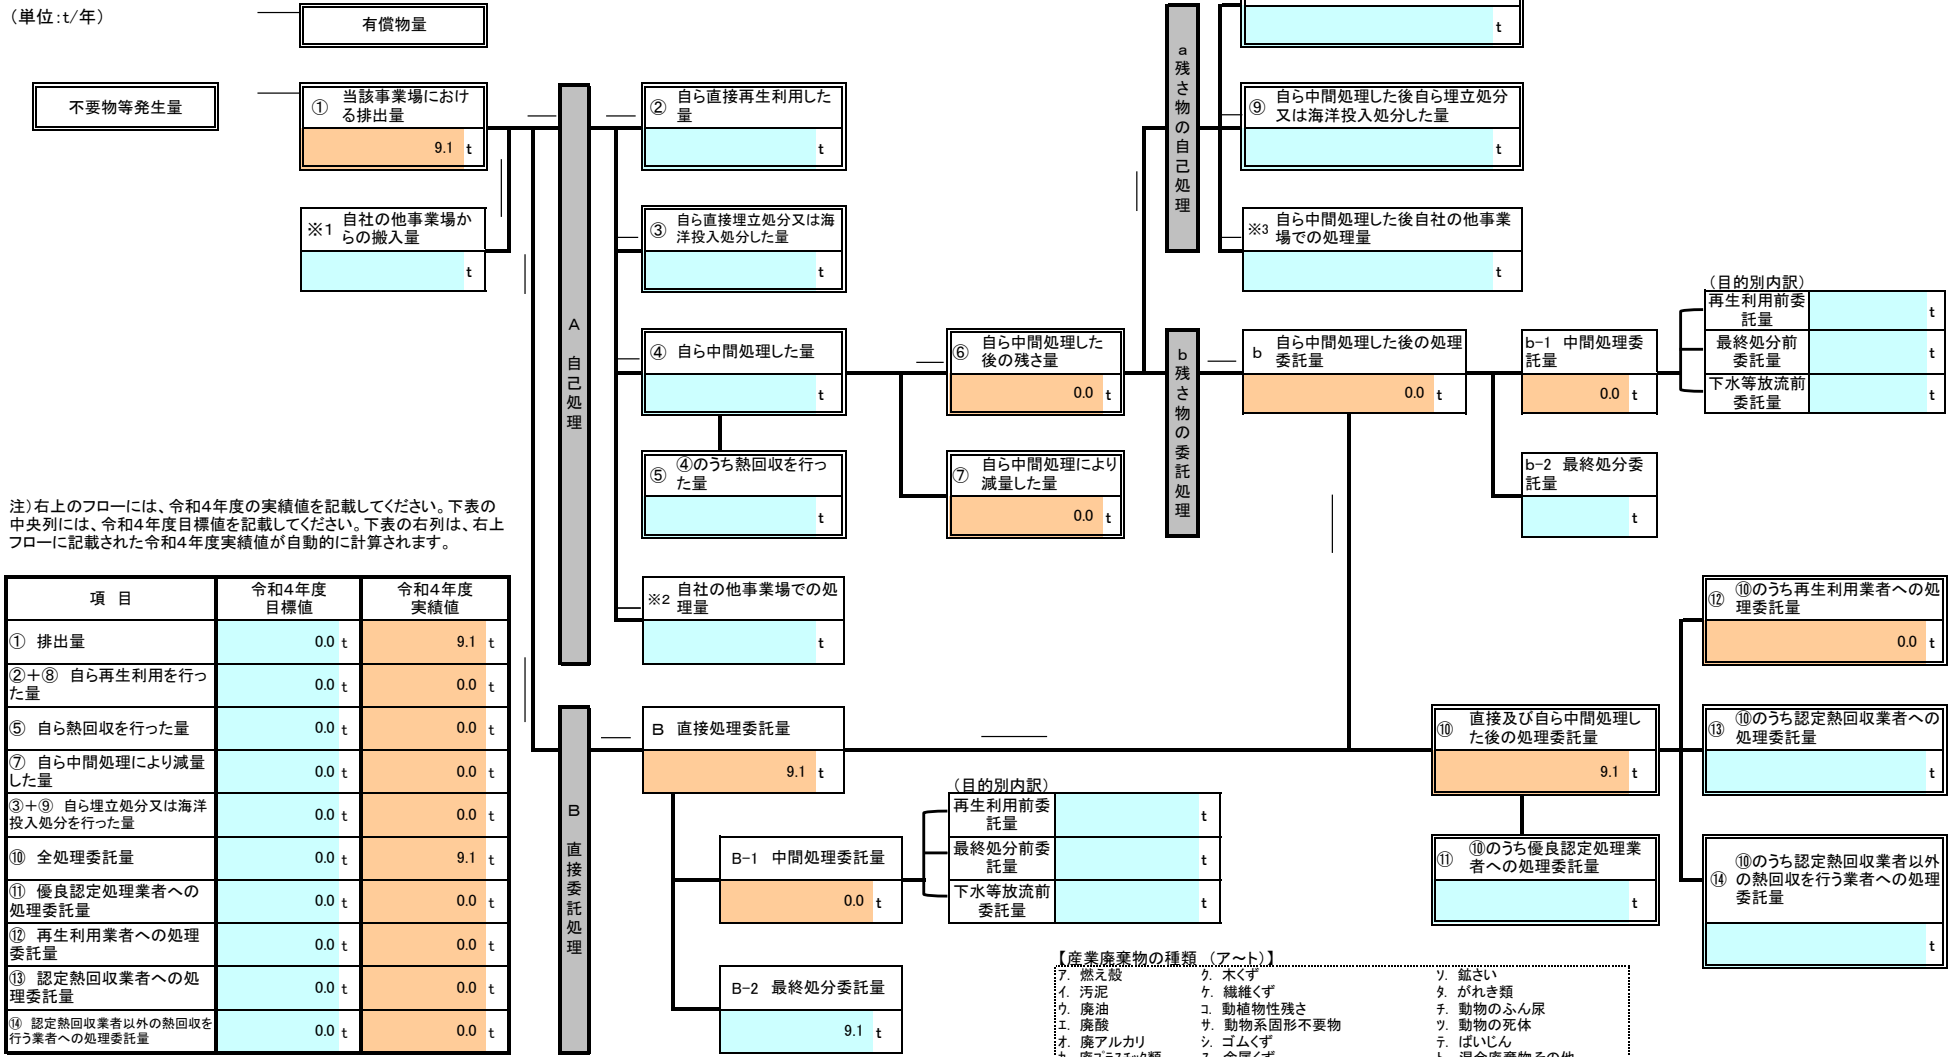 (単位:t/年)
有償物量
t
不要物等発生量
① 当該事業場におけ
る排出量
9.1 t
※1 自社の他事業場か
らの搬入量
t
A 自己処理
② 自ら直接再生利用した
量
t
③ 自ら直接埋立処分又は海
洋投入処分した量
t
④ 自ら中間処理した量
t
⑤ ④のうち熱回収を行っ
た量
t
※2 自社の他事業場での処
理量
t
⑥ 自ら中間処理した
後の残さ量
0.0 t
⑦ 自ら中間処理により
減量した量
0.0 t
a 残さ物の自己処理
⑨ 自ら中間処理した後自ら埋立処分
又は海洋投入処分した量
t
※3 自ら中間処理した後自社の他事業
場での処理量
t
b 残さ物の委託処理
b 自ら中間処理した後の処理
委託量
0.0 t
b-1 中間処理委
託量
0.0 t
b-2 最終処分委
託量
t
(目的別内訳)
再生利用前委
託量
t
最終処分前
委託量
t
下水等放流前
委託量
t
注)右上のフローには、令和4年度の実績値を記載してください。下表の
中央列には、令和4年度目標値を記載してください。下表の右列は、右上
フローに記載された令和4年度実績値が自動的に計算されます。
項 目 令和4年度
目標値 令和4年度
実績値
① 排出量 0.0 t 9.1 t
②+⑧ 自ら再生利用を行っ
た量 0.0 t 0.0 t
⑤ 自ら熱回収を行った量 0.0 t 0.0 t
⑦ 自ら中間処理により減量
した量 0.0 t 0.0 t
③+⑨ 自ら埋立処分又は海洋
投入処分を行った量 0.0 t 0.0 t
⑩ 全処理委託量 0.0 t 9.1 t
⑪ 優良認定処理業者への
処理委託量 0.0 t 0.0 t
⑫ 再生利用業者への処理
委託量 0.0 t 0.0 t
⑬ 認定熱回収業者への処
理委託量 0.0 t 0.0 t
⑭ 認定熱回収業者以外の熱回収を
行う業者への処理委託量 0.0 t 0.0 t
B 直接委託処理
B 直接処理委託量
9.1 t
B-1 中間処理委託量
0.0 t
B-2 最終処分委託量
9.1 t
(目的別内訳)
再生利用前委
託量
t
最終処分前委
託量
t
下水等放流前
委託量
t
⑩ 直接及び自ら中間処理し
た後の処理委託量
9.1 t
⑪ ⑩のうち優良認定処理業
者への処理委託量
t
⑫ ⑩のうち再生利用業者への処
理委託量
0.0 t
⑬ ⑩のうち認定熱回収業者への
処理委託量
t
⑭ ⑩のうち認定熱回収業者以外
の熱回収を行う業者への処理
委託量
t
【産業廃棄物の種類 (ア~ト)】
ア. 燃え殻 ク. 木くず ソ. 鉱さい
イ. 汚泥 ケ. 繊維くず タ. がれき類
ウ. 廃油 コ. 動植物性残さ チ. 動物のふん尿
エ. 廃酸 サ. 動物系固形不要物 ツ. 動物の死体
オ. 廃アルカリ シ. ゴムくず テ. ばいじん
カ. 廃プラスチック類 ス. 金属くず ト. 混合廃棄物その他